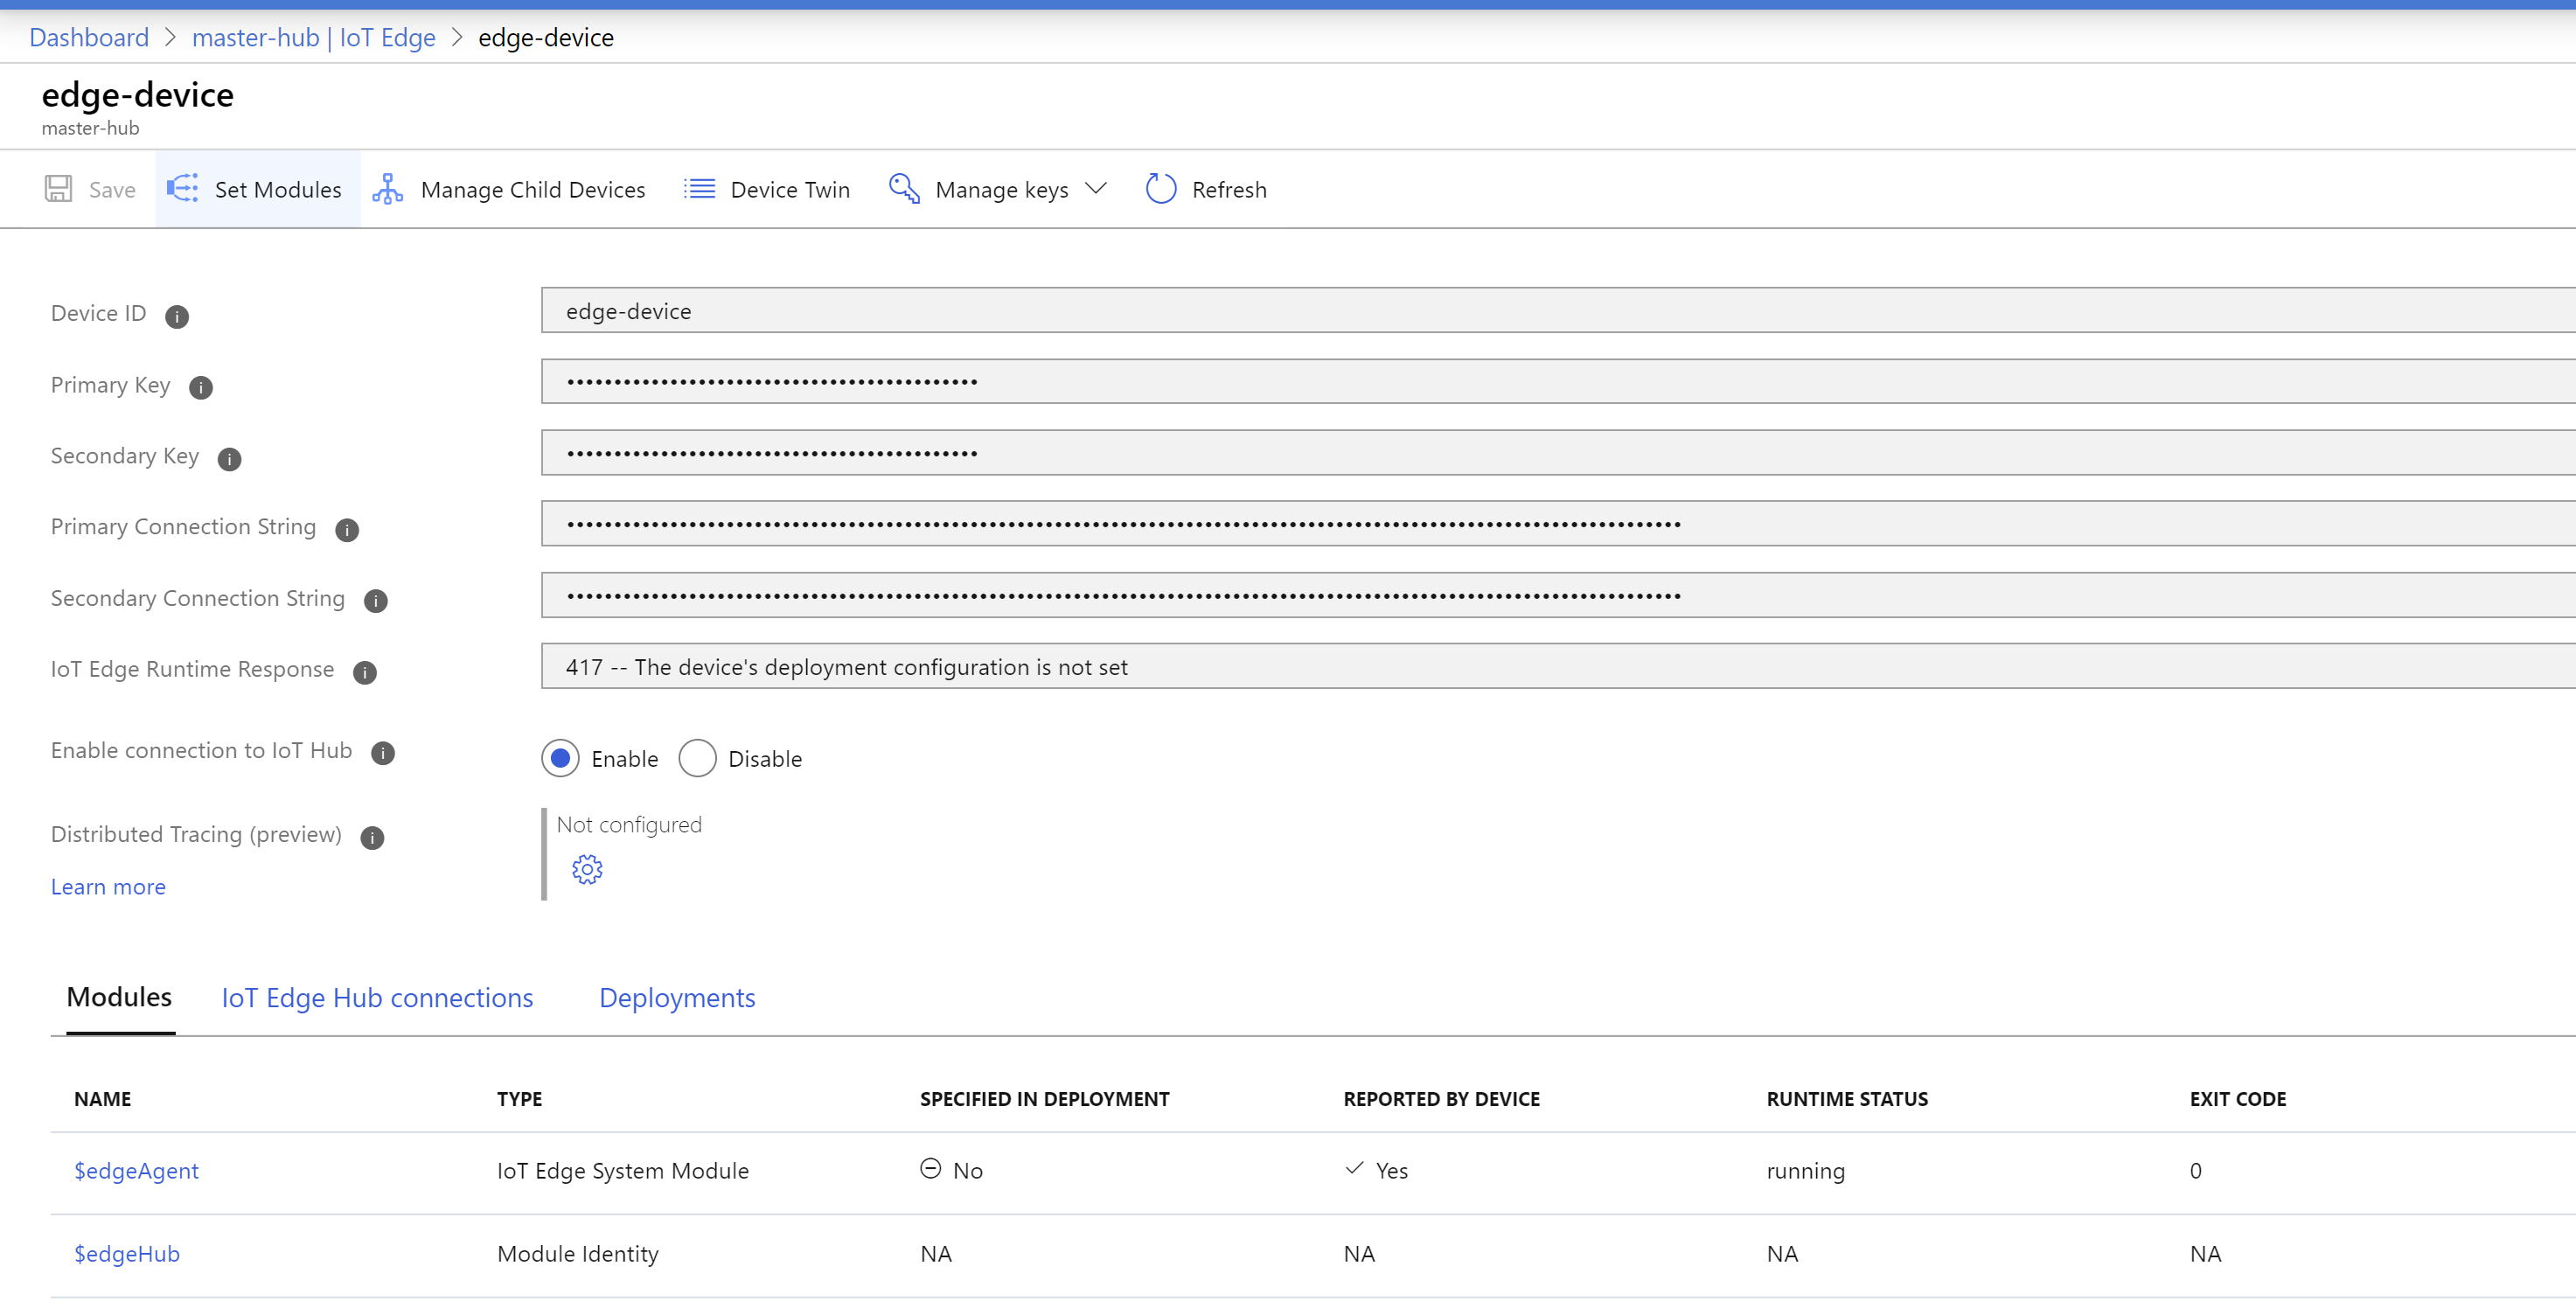 Dashboard > master-hub | IoT Edge > edge-device
edge-device
master-hub
Save Set Modules Manage Child Devices Device Twin Manage keys Refresh
Device ID edge-device
Primary Key ••••••••••••••••••••••••••••••••••••••••••••
Secondary Key ••••••••••••••••••••••••••••••••••••••••••••
Primary Connection String
Secondary Connection String
IoT Edge Runtime Response 417 -- The device's deployment configuration is not set
Enable connection to IoT Hub Enable Disable
Distributed Tracing (preview) Not configured
Learn more
Modules IoT Edge Hub connections Deployments
NAME TYPE SPECIFIED IN DEPLOYMENT REPORTED BY DEVICE RUNTIME STATUS EXIT CODE
$edgeAgent IoT Edge System Module No Yes running 0
$edgeHub Module Identity NA NA NA NA